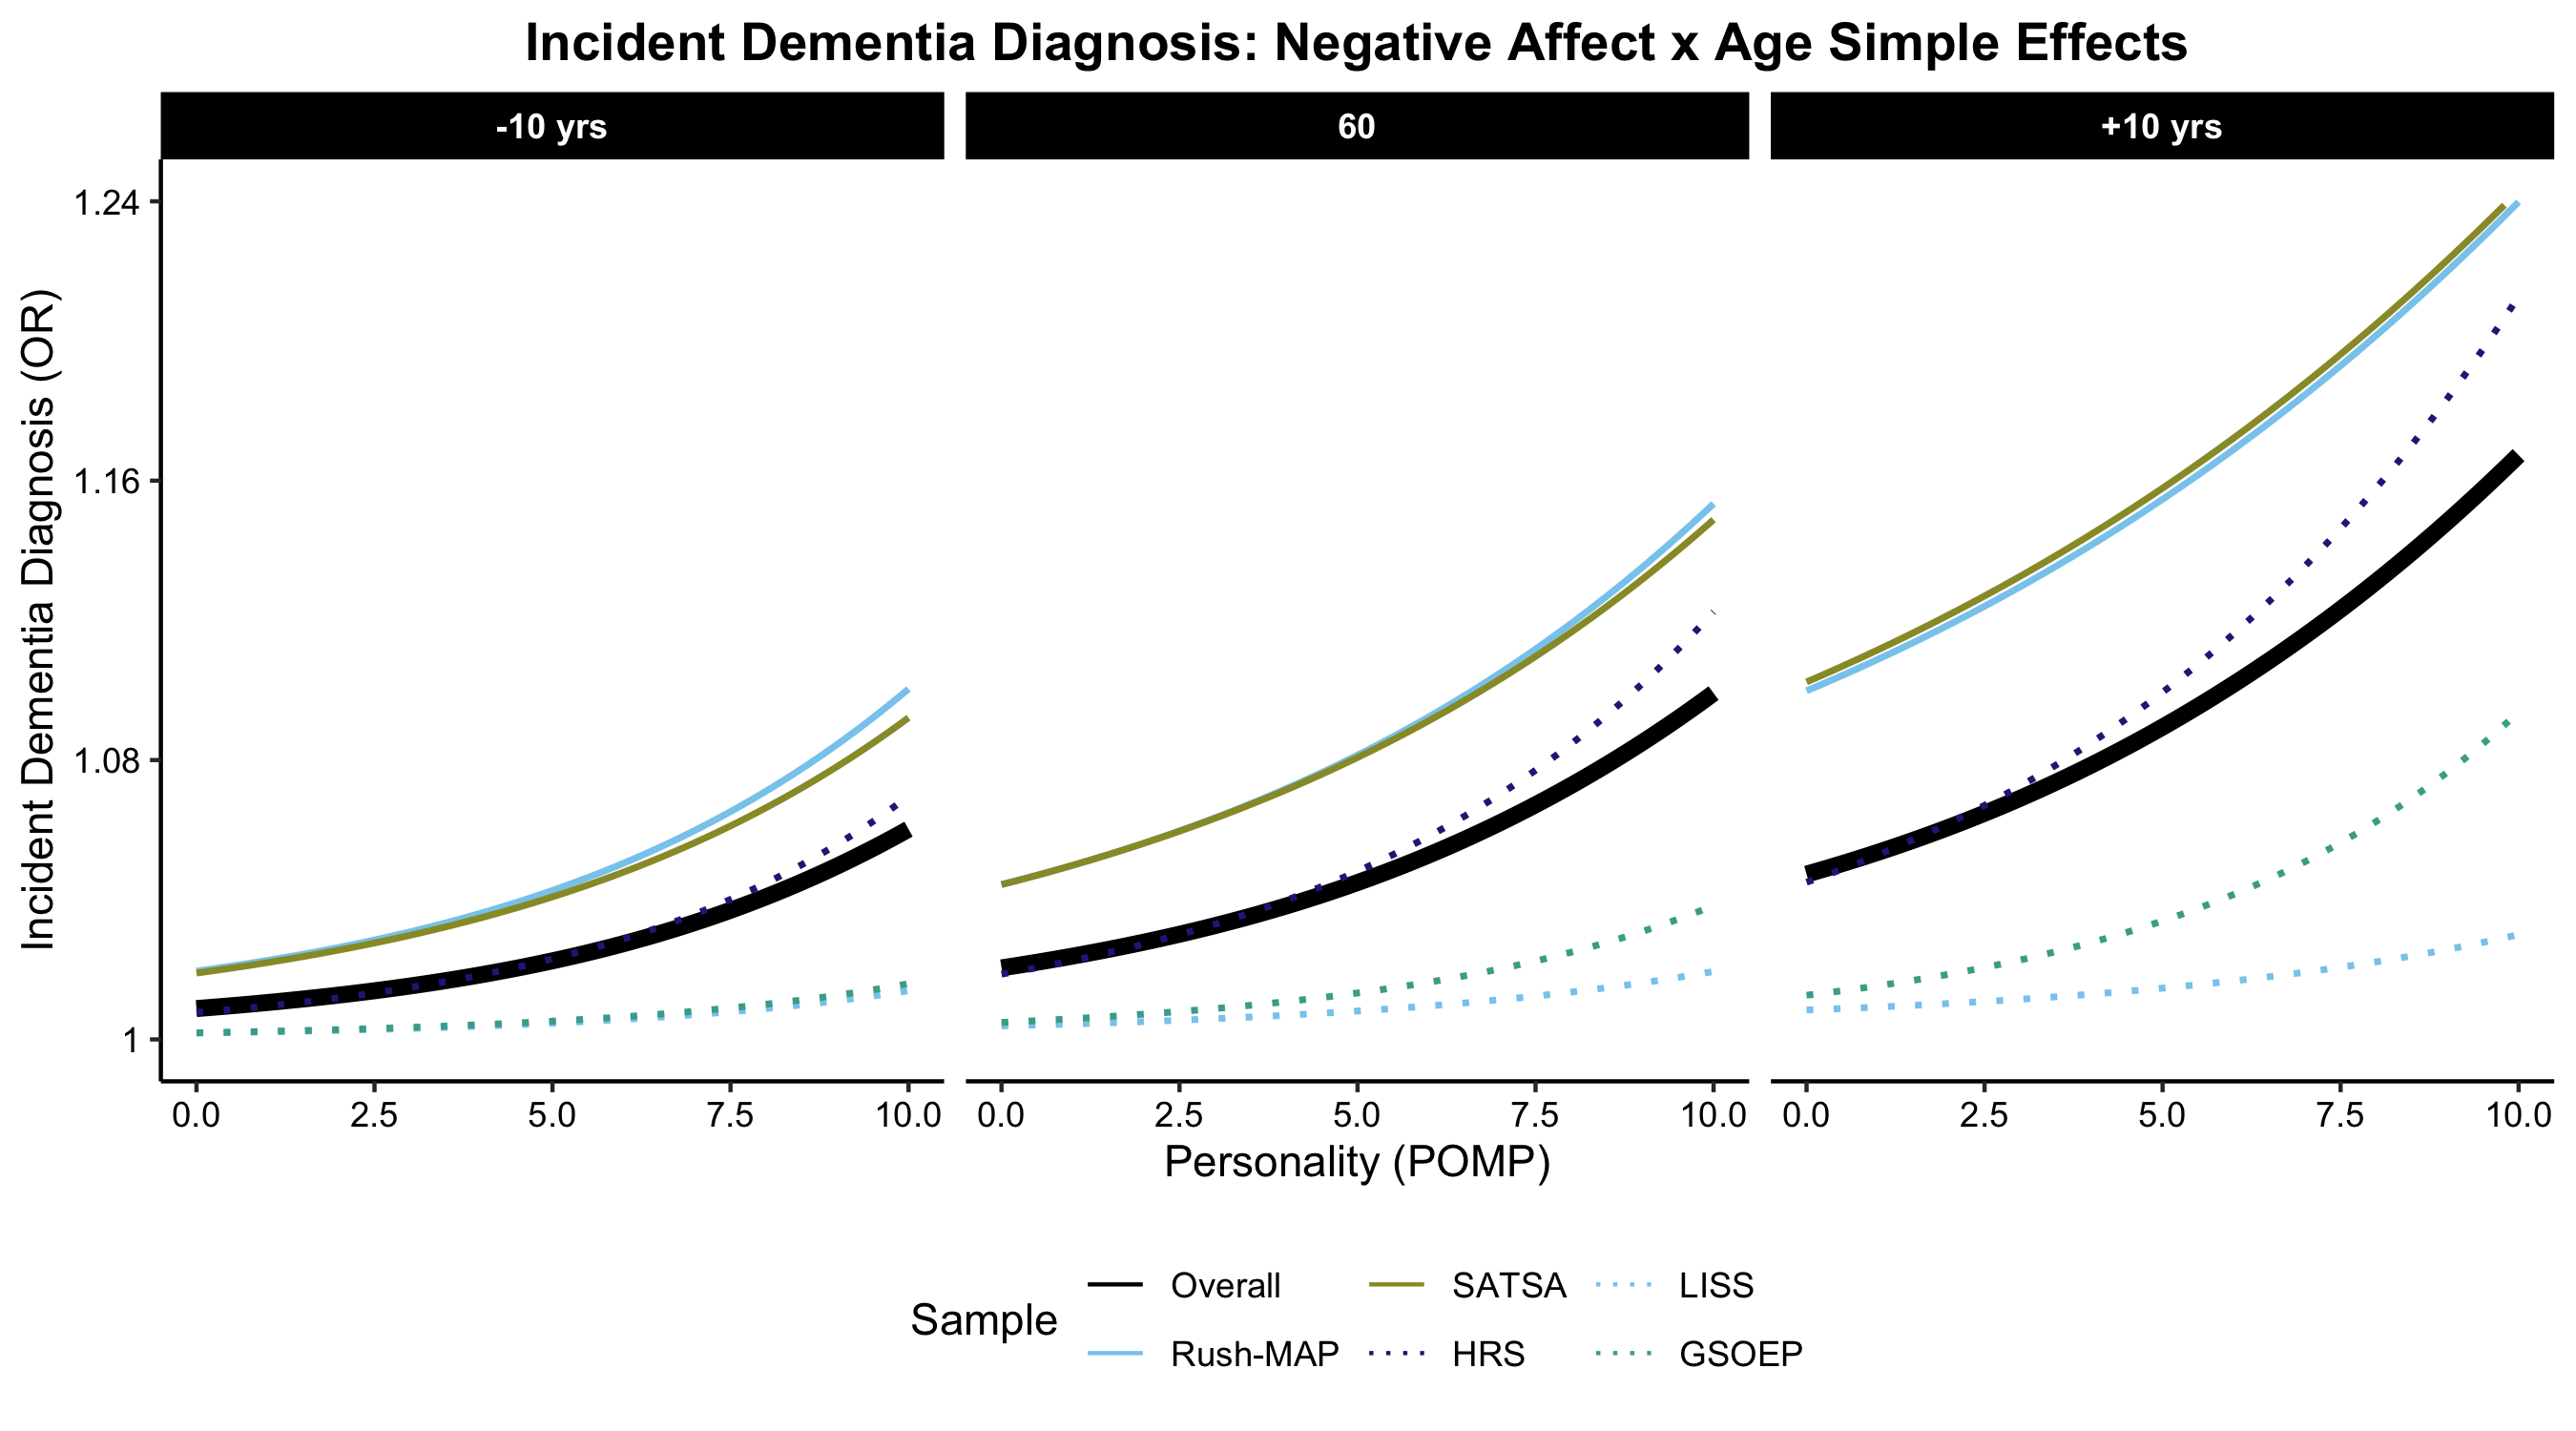 Incident Dementia Diagnosis: Negative Affect x Age Simple Effects
-10 yrs
60
+10 yrs
Incident Dementia Diagnosis (OR)
1.24
1.16
1.08
1
0.0 2.5 5.0 7.5 10.0
0.0 2.5 5.0 7.5 10.0
0.0 2.5 5.0 7.5 10.0
Personality (POMP)
Sample
Overall SATSA LISS
Rush-MAP HRS GSOEP